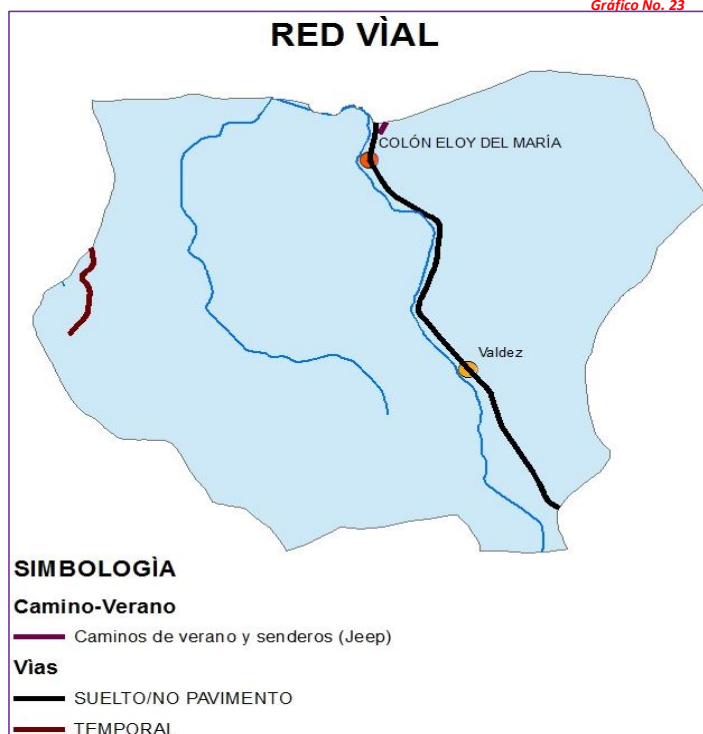 Gráfico No. 23
RED VÌAL
COLÓN ELOY DEL MARÍA
Valdez
SIMBOLOGÌA
Camino-Verano
Caminos de verano y senderos (Jeep)
Vìas
SUELTO/NO PAVIMENTO
TEMPORAL